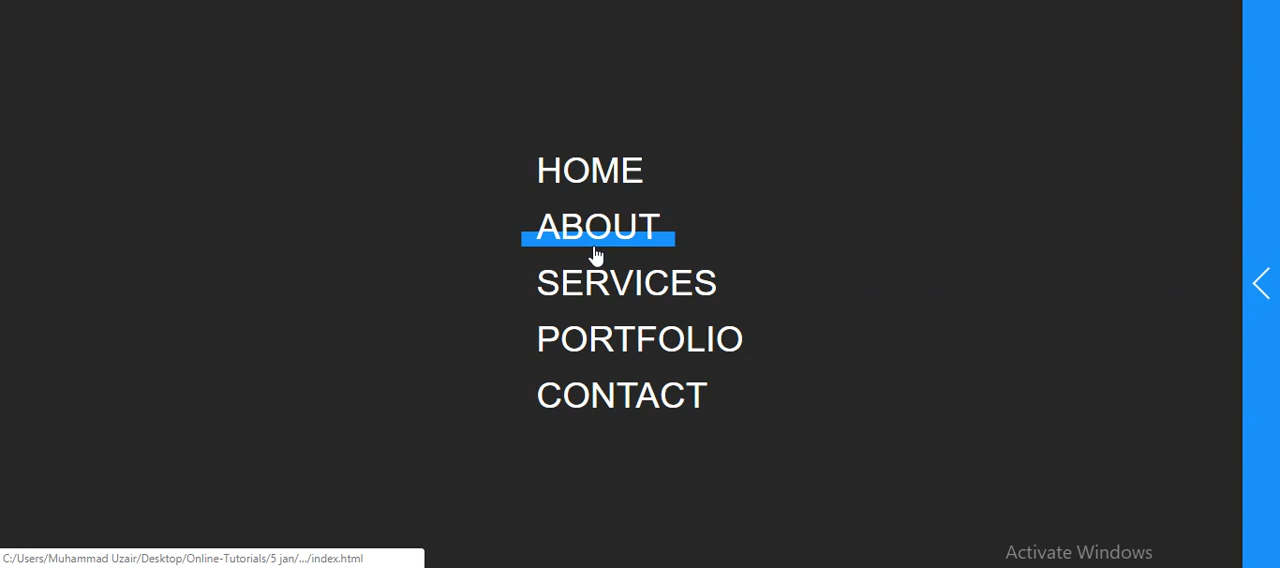 HOME
ABOUT
SERVICES
PORTFOLIO
CONTACT
Activate Windows
C:/Users/Muhammad Uzair/Desktop/Online-Tutorials/5 jan/.../index.html